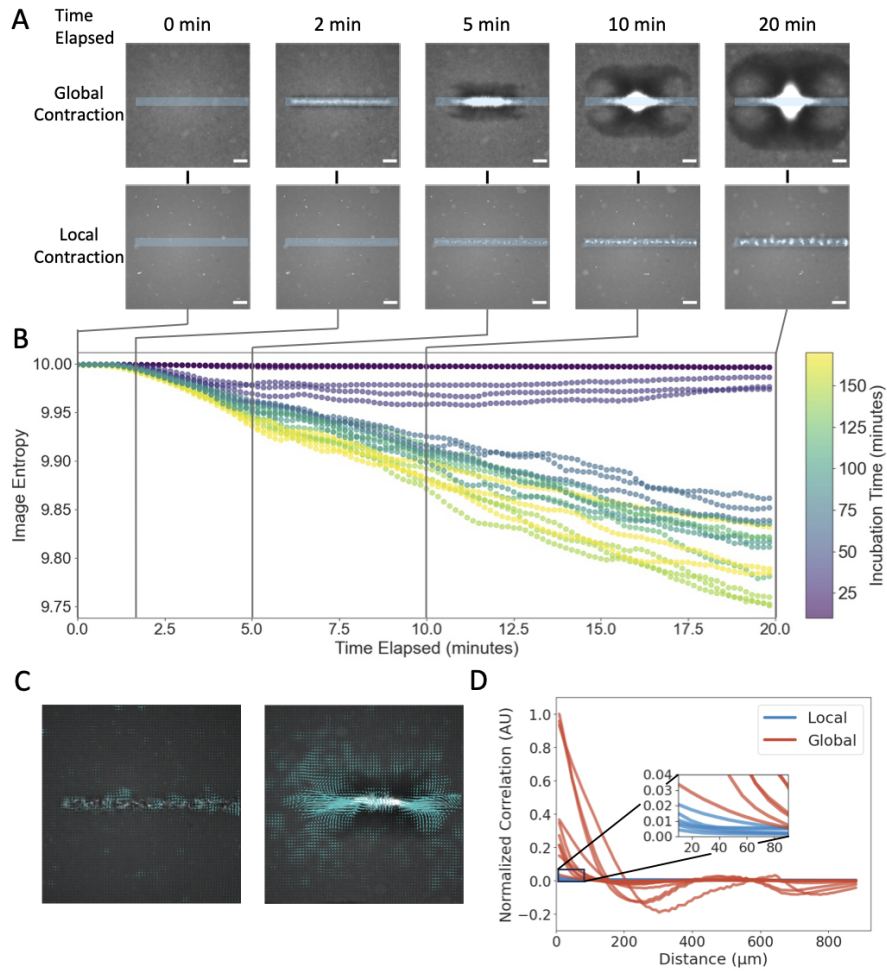 A
Time Elapsed
0 min
2 min
5 min
10 min
20 min
Global Contraction
Local Contraction
B
10.00
9.95
9.90
9.85
9.80
9.75
Image Entropy
0.0
2.5
5.0
7.5
10.0
12.5
15.0
17.5
20.0
Time Elapsed (minutes)
150
125
100
75
50
25
Incubation Time (minutes)
C
D
1.0
0.8
0.6
0.4
0.2
0.0
−0.2
Normalized Correlation (AU)
Local
Global
0.04
0.03
0.02
0.01
0.00
20
40
60
80
0
200
400
600
800
Distance (μm)